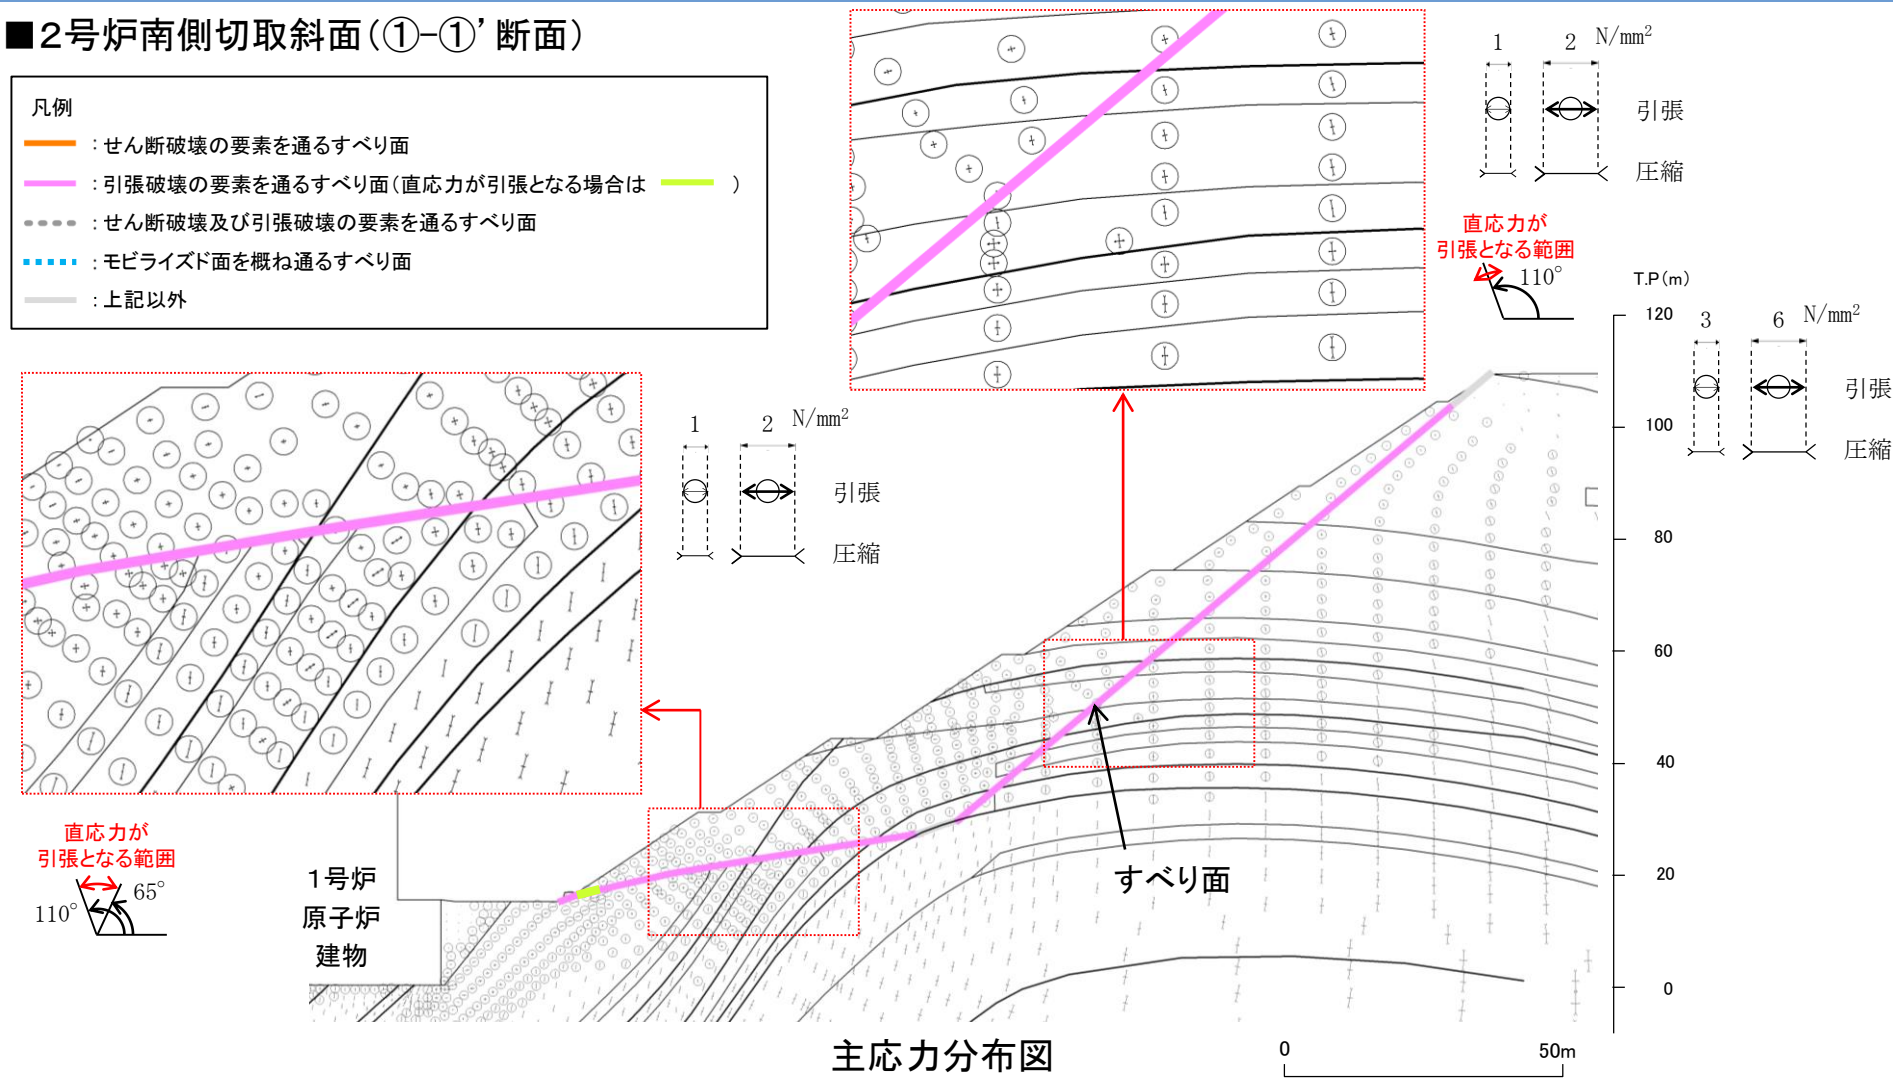 ■２号炉南側切取斜面（①-①’断面）
凡例
：せん断破壊の要素を通るすべり面
：引張破壊の要素を通るすべり面（直応力が引張となる場合は　）
：せん断破壊及び引張破壊の要素を通るすべり面
：モビライズド面を概ね通るすべり面
：上記以外
1 2 N/mm²
引張
圧縮
直応力が
引張となる範囲
110°
T.P(m)
120
100
80
60
40
20
0
3 6 N/mm²
引張
圧縮
1 2 N/mm²
引張
圧縮
直応力が
引張となる範囲
110° 65°
1号炉
原子炉
建物
すべり面
主応力分布図
0 50m